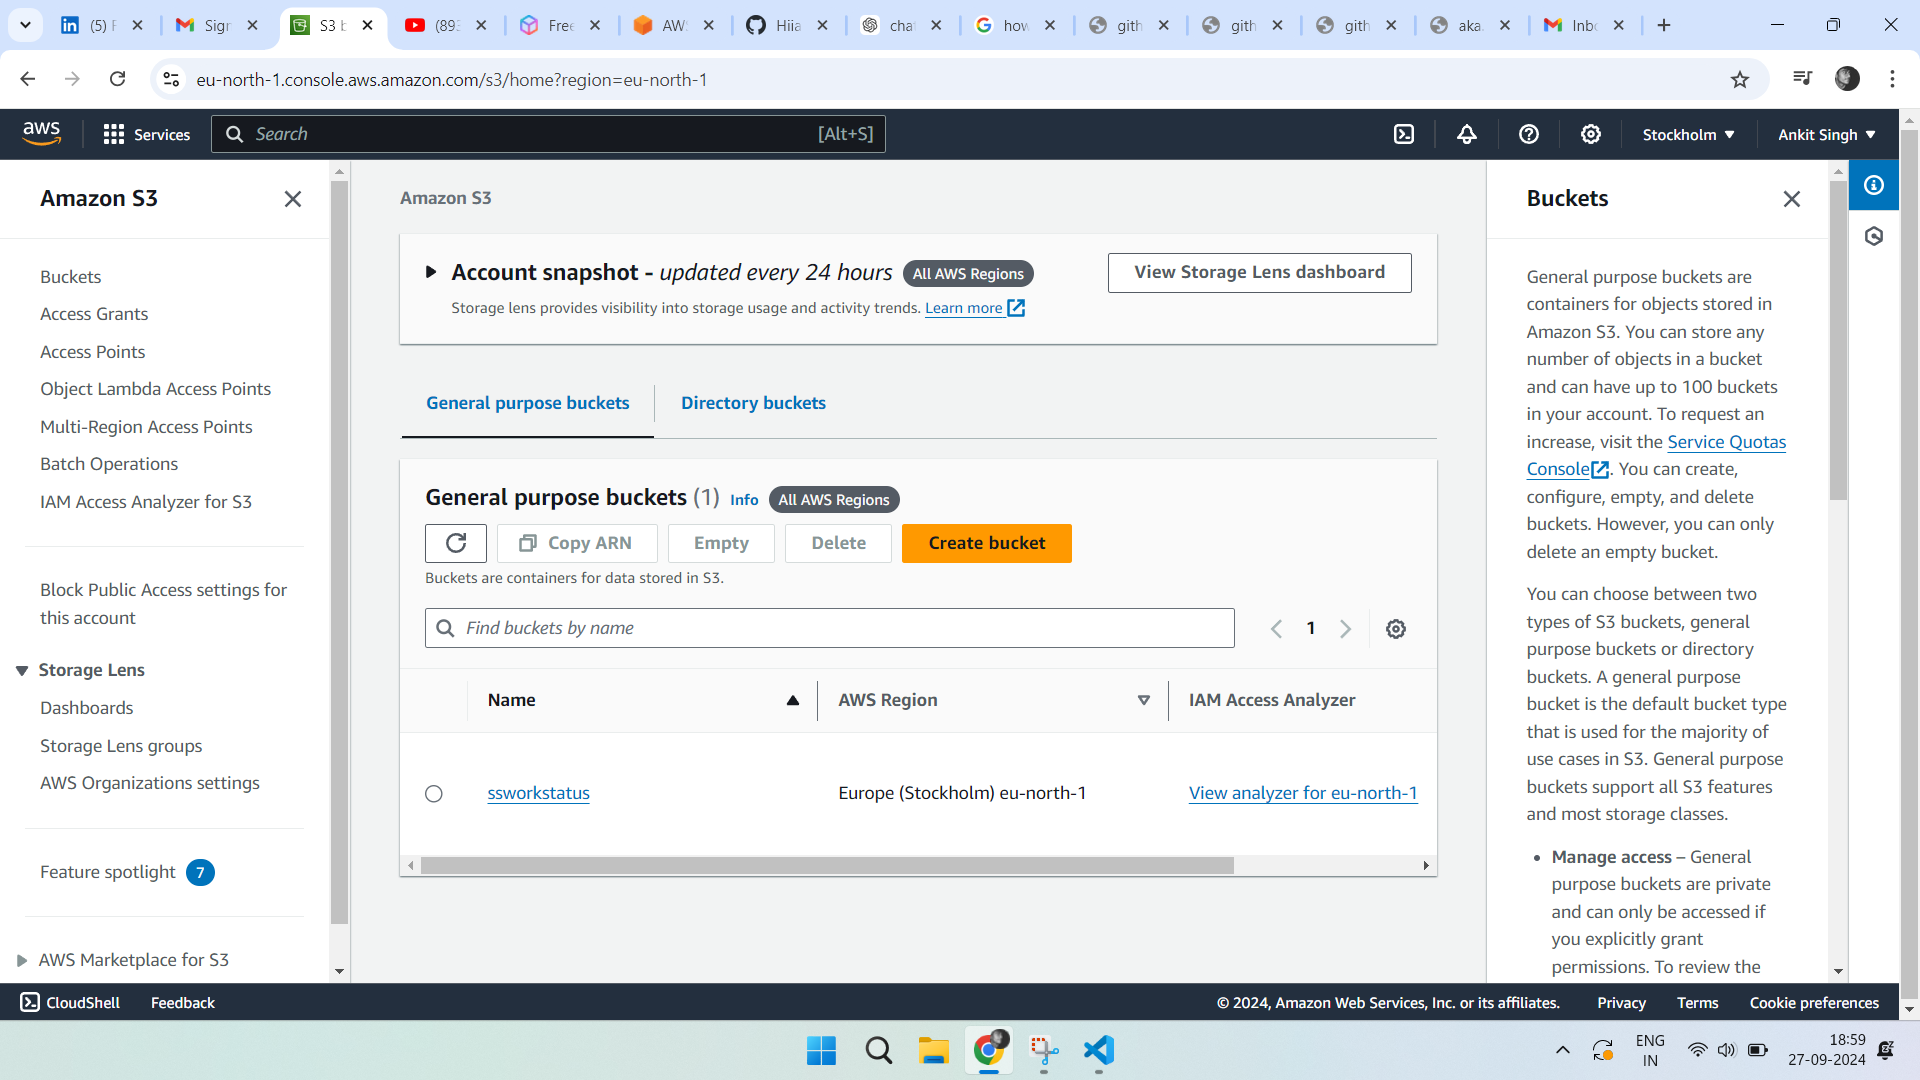 (5) F
Sign
S3 b
(893
Free
AWS
Hiia
chat
how
gith
gith
gith
aka.
Inbo
eu-north-1.console.aws.amazon.com/s3/home?region=eu-north-1
aws
Services
Search
[Alt+S]
Stockholm
Ankit Singh
Amazon S3
Buckets
Access Grants
Access Points
Object Lambda Access Points
Multi-Region Access Points
Batch Operations
IAM Access Analyzer for S3
Block Public Access settings for
this account
Storage Lens
Dashboards
Storage Lens groups
AWS Organizations settings
Feature spotlight 7
AWS Marketplace for S3
Amazon S3
Account snapshot - updated every 24 hours All AWS Regions
View Storage Lens dashboard
Storage lens provides visibility into storage usage and activity trends. Learn more
General purpose buckets
Directory buckets
General purpose buckets (1) Info All AWS Regions
Copy ARN
Empty
Delete
Create bucket
Buckets are containers for data stored in S3.
Find buckets by name
1
Name
AWS Region
IAM Access Analyzer
ssworkstatus
Europe (Stockholm) eu-north-1
View analyzer for eu-north-1
Buckets
General purpose buckets are
containers for objects stored in
Amazon S3. You can store any
number of objects in a bucket
and can have up to 100 buckets
in your account. To request an
increase, visit the Service Quotas
Console. You can create,
configure, empty, and delete
buckets. However, you can only
delete an empty bucket.
You can choose between two
types of S3 buckets, general
purpose buckets or directory
buckets. A general purpose
bucket is the default bucket type
that is used for the majority of
use cases in S3. General purpose
buckets support all S3 features
and most storage classes.
• Manage access – General
purpose buckets are private
and can only be accessed if
you explicitly grant
permissions. To review the
CloudShell
Feedback
© 2024, Amazon Web Services, Inc. or its affiliates.
Privacy
Terms
Cookie preferences
ENG
IN
18:59
27-09-2024